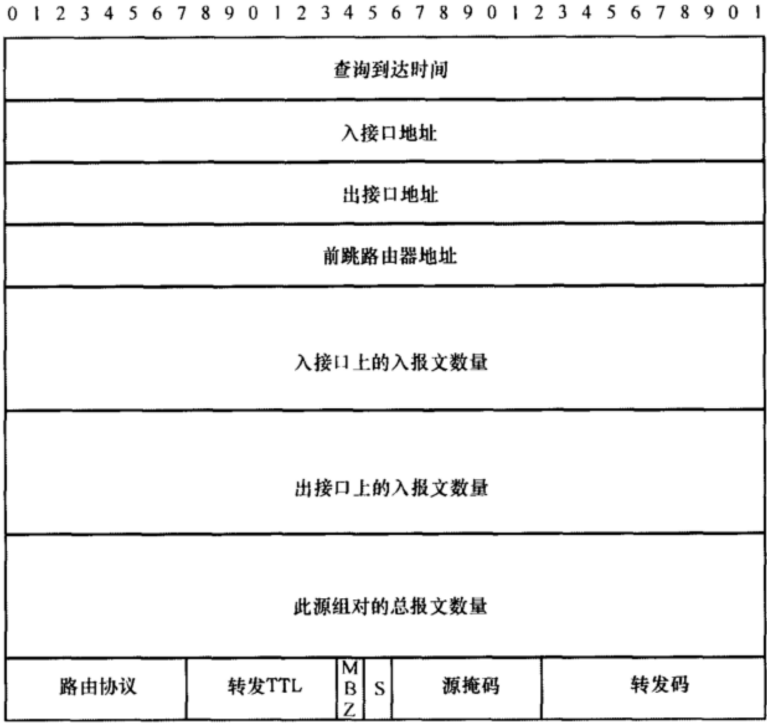 0 1 2 3 4 5 6 7 8 9 0 1 2 3 4 5 6 7 8 9 0 1 2 3 4 5 6 7 8 9 0 1
查询到达时间
入接口地址
出接口地址
前跳路由器地址
入接口上的入报文数量
出接口上的入报文数量
此源组对的总报文数量
路由协议 转发TTL MBZ S 源掩码 转发码